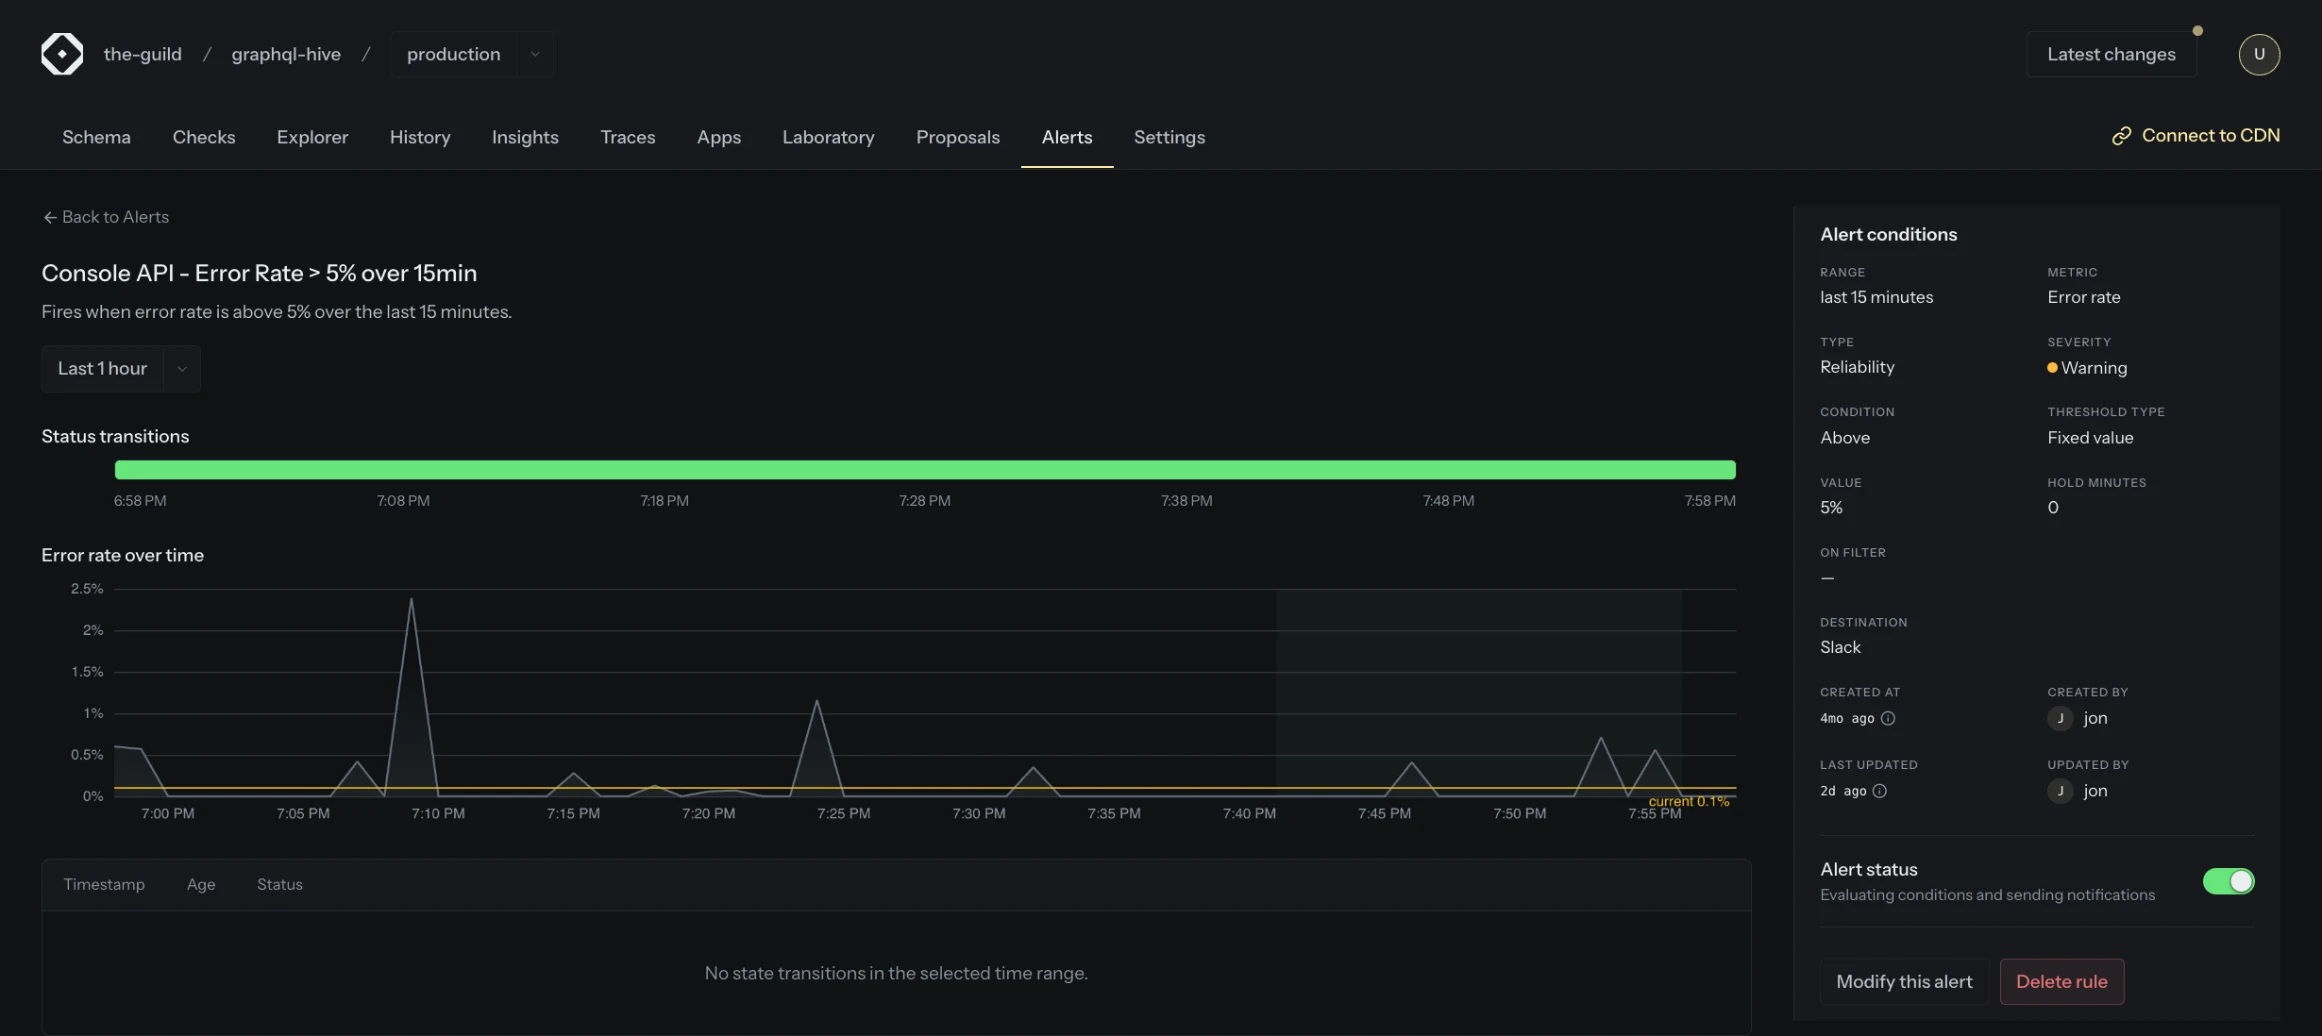 the-guild / graphql-hive / production
Latest changes
U
Schema Checks Explorer History Insights Traces Apps Laboratory Proposals Alerts Settings
Connect to CDN
← Back to Alerts
Console API - Error Rate > 5% over 15min
Fires when error rate is above 5% over the last 15 minutes.
Last 1 hour
Status transitions
6:58 PM 7:08 PM 7:18 PM 7:28 PM 7:38 PM 7:48 PM 7:58 PM
Error rate over time
2.5%
2%
1.5%
1%
0.5%
0%
current 0.1%
7:00 PM 7:05 PM 7:10 PM 7:15 PM 7:20 PM 7:25 PM 7:30 PM 7:35 PM 7:40 PM 7:45 PM 7:50 PM 7:55 PM
Timestamp Age Status
No state transitions in the selected time range.
Alert conditions
RANGE METRIC
last 15 minutes Error rate
TYPE SEVERITY
Reliability Warning
CONDITION THRESHOLD TYPE
Above Fixed value
VALUE HOLD MINUTES
5% 0
ON FILTER
—
DESTINATION
Slack
CREATED AT CREATED BY
4mo ago J jon
LAST UPDATED UPDATED BY
2d ago J jon
Alert status
Evaluating conditions and sending notifications
Modify this alert Delete rule